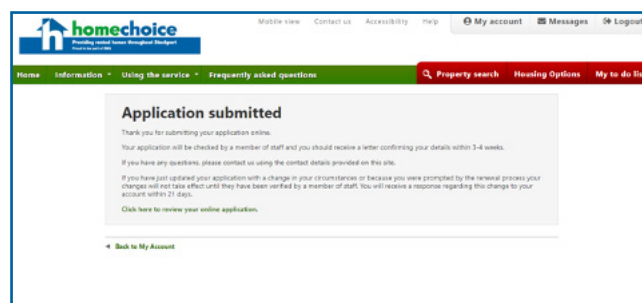 Mobile view Contact us Accessibility Help My account Messages Logout
homechoice
Providing rented homes throughout Stockport
Home Information Using the service Frequently asked questions Property search Housing Options My to do lis
Application submitted
Thank you for submitting your application online.
Your application will be checked by a member of staff and you should receive a letter confirming your details within 3-4 weeks.
If you have any questions, please contact us using the contact details provided on this site.
If you have just updated your application with a change in your circumstances or because you were prompted by the renewal process your
changes will not take effect until they have been verified by a member of staff. You will receive a response regarding this change to your
account within 21 days.
Click here to review your online application.
Back to My Account